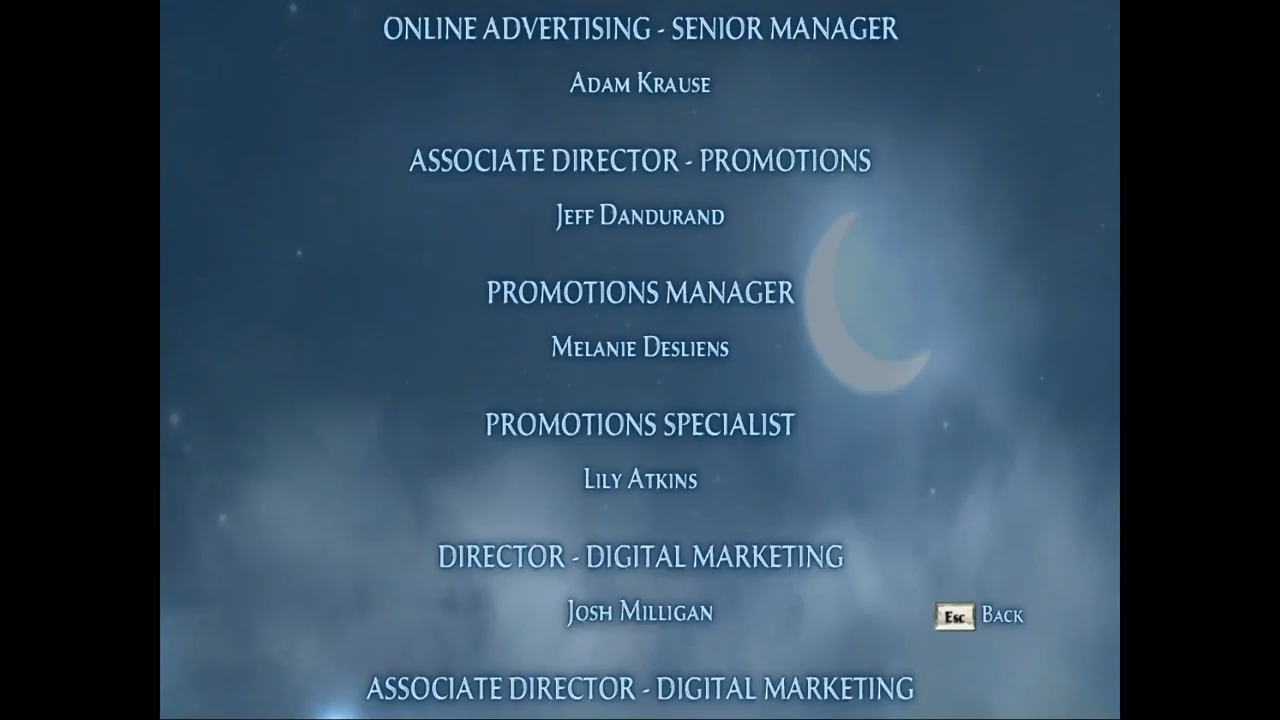 ONLINE ADVERTISING - SENIOR MANAGER
ADAM KRAUSE
ASSOCIATE DIRECTOR - PROMOTIONS
JEFF DANDURAND
PROMOTIONS MANAGER
MELANIE DESLIENS
PROMOTIONS SPECIALIST
LILY ATKINS
DIRECTOR - DIGITAL MARKETING
JOSH MILLIGAN
Esc BACK
ASSOCIATE DIRECTOR - DIGITAL MARKETING